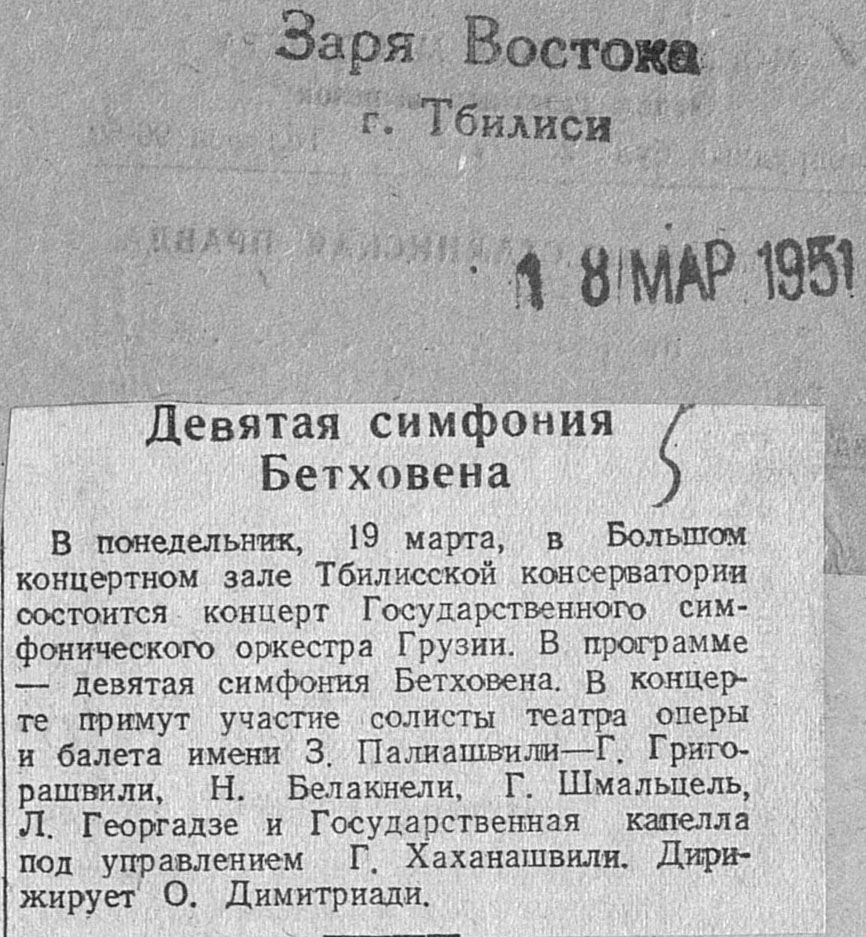 Заря Востока
г. Тбилиси
18 МАР 1951
Девятая симфония
Бетховена
5
В понедельник, 19 марта, в Большом
концертном зале Тбилисской консерватории
состоится концерт Государственного сим-
фонического оркестра Грузии. В программе
— девятая симфония Бетховена. В концер-
те примут участие солисты театра оперы
и балета имени З. Палиашвили—Г. Григо-
рашвили, Н. Белакнели, Г. Шмальцель,
Л. Георгадзе и Государственная капелла
под управлением Г. Хаханашвили. Дири-
жирует О. Димитриади.